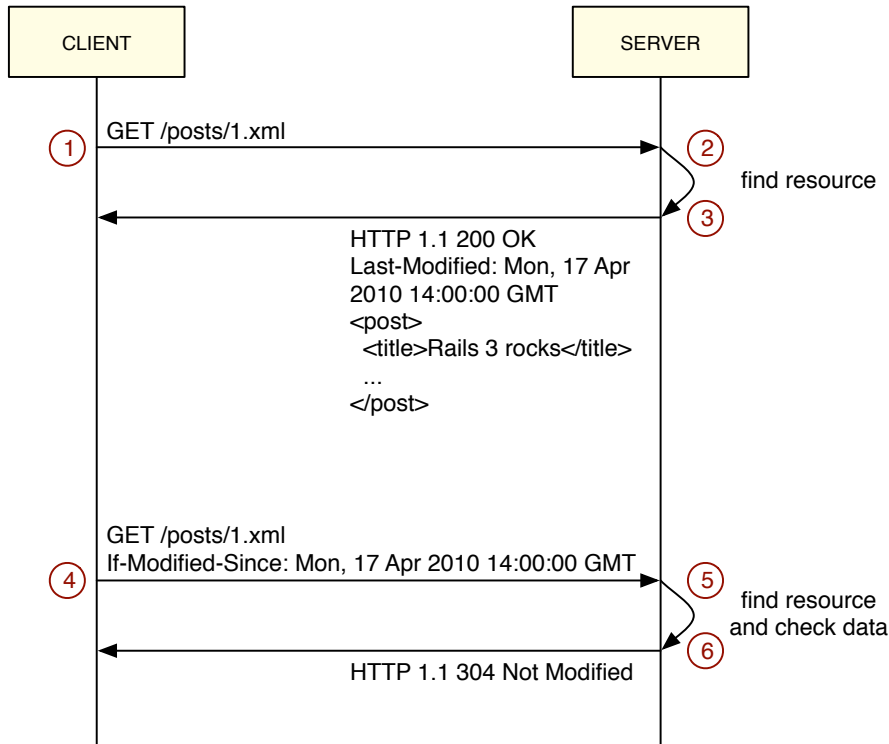 CLIENT
SERVER
GET /posts/1.xml
1
2
find resource
3
HTTP 1.1 200 OK
Last-Modified: Mon, 17 Apr
2010 14:00:00 GMT
<post>
<title>Rails 3 rocks</title>
...
</post>
GET /posts/1.xml
If-Modified-Since: Mon, 17 Apr 2010 14:00:00 GMT
4
5
find resource
and check data
6
HTTP 1.1 304 Not Modified